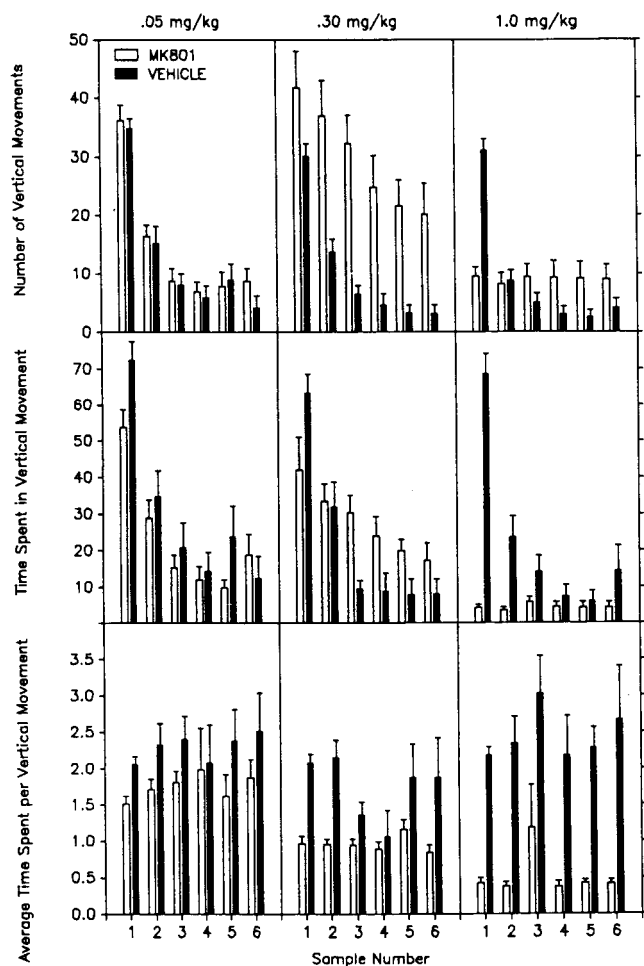 .05 mg/kg .30 mg/kg 1.0 mg/kg
MK801
VEHICLE
Number of Vertical Movements
50
40
30
20
10
0
Time Spent in Vertical Movement
70
60
50
40
30
20
10
Average Time Spent per Vertical Movement
3.5
3.0
2.5
2.0
1.5
1.0
0.5
0.0
1 2 3 4 5 6 1 2 3 4 5 6 1 2 3 4 5 6
Sample Number